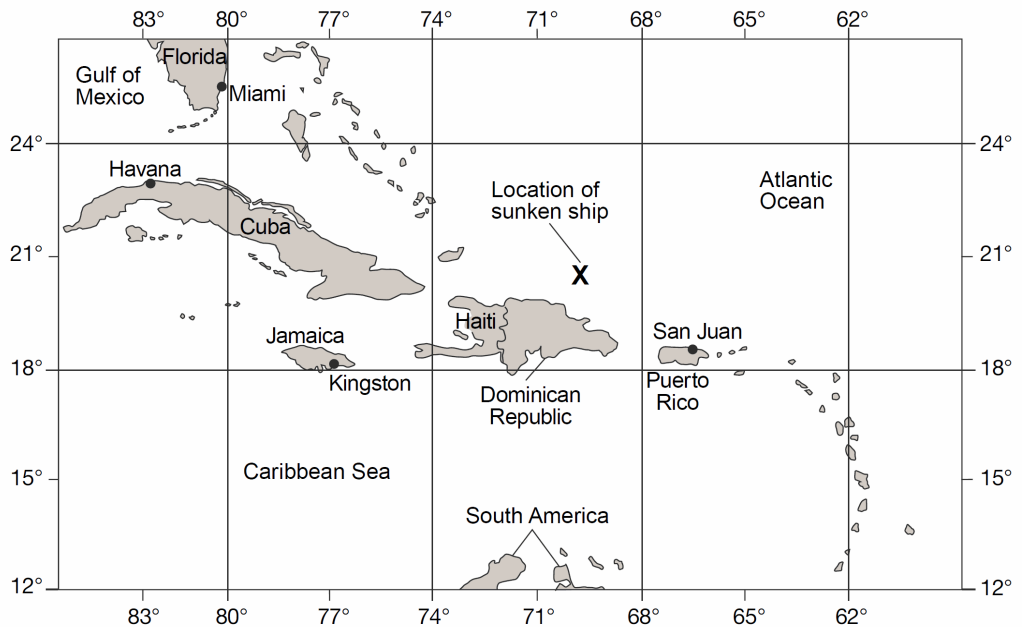 83° 80° 77° 74° 71° 68° 65° 62°
Florida
Gulf of
Mexico
Miami
24° 24°
Havana
Location of
sunken ship
Atlantic
Ocean
Cuba
21° 21°
X
Haiti
San Juan
Jamaica
18° 18°
Kingston
Puerto
Rico
Dominican
Republic
Caribbean Sea
15° 15°
South America
12° 12°
83° 80° 77° 74° 71° 68° 65° 62°